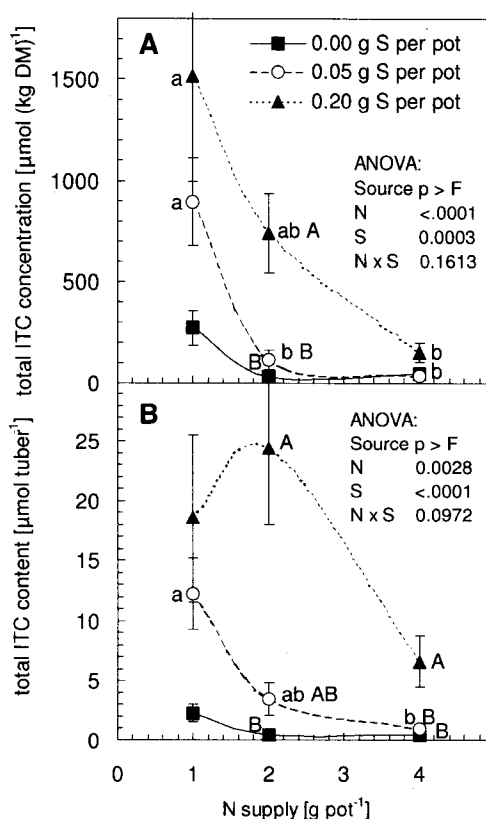 A
0.00 g S per pot
0.05 g S per pot
0.20 g S per pot
total ITC concentration [µmol (kg DM)⁻¹]
1500
1000
500
0
a
a
ab A
B
b B
b
b
ANOVA:
Source p > F
N <.0001
S 0.0003
N x S 0.1613
B
total ITC content [µmol tuber⁻¹]
25
20
15
10
5
0
A
a
ab AB
B
A
b B
B
ANOVA:
Source p > F
N 0.0028
S <.0001
N x S 0.0972
0 1 2 3 4
N supply [g pot⁻¹]